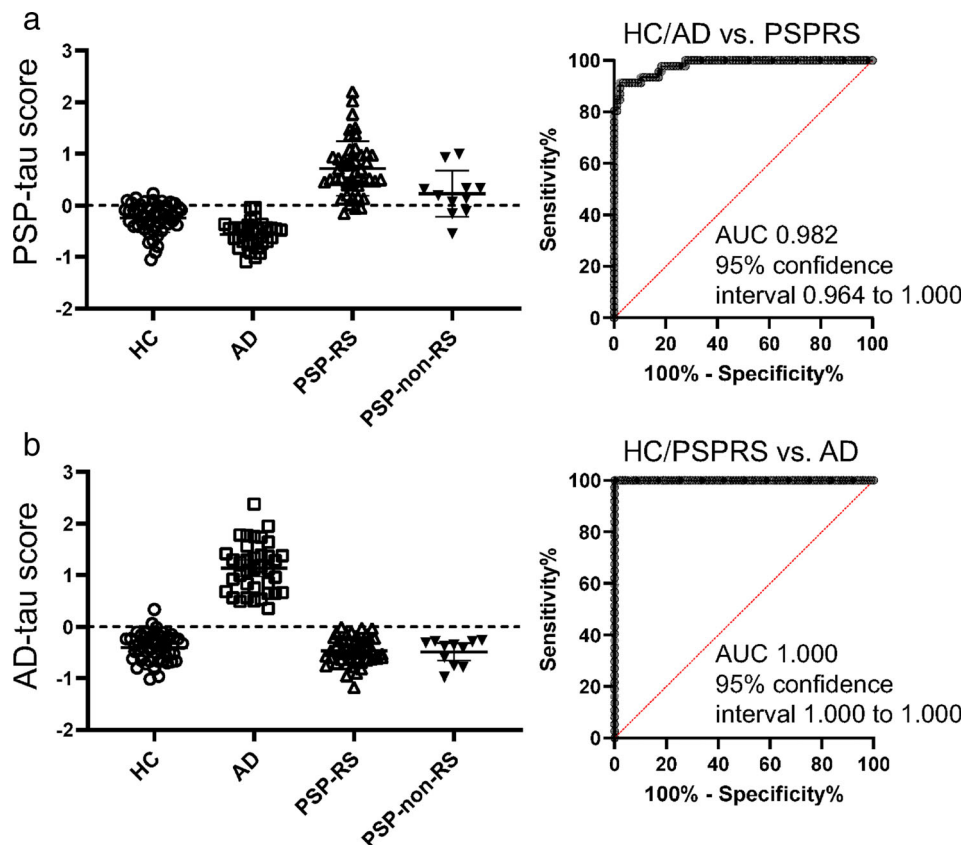 a
PSP-tau score
3
2
1
0
-1
-2
HC
AD
PSP-RS
PSP-non-RS
HC/AD vs. PSPRS
Sensitivity%
100
80
60
40
20
0
AUC 0.982
95% confidence
interval 0.964 to 1.000
0 20 40 60 80 100
100% - Specificity%
b
AD-tau score
3
2
1
0
-1
-2
HC
AD
PSP-RS
PSP-non-RS
HC/PSPRS vs. AD
Sensitivity%
100
80
60
40
20
0
AUC 1.000
95% confidence
interval 1.000 to 1.000
0 20 40 60 80 100
100% - Specificity%